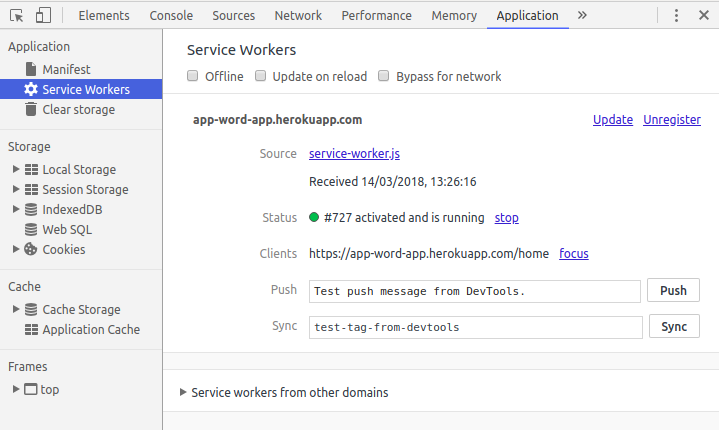 Elements Console Sources Network Performance Memory Application »
Application
Manifest
Service Workers
Clear storage
Storage
Local Storage
Session Storage
IndexedDB
Web SQL
Cookies
Cache
Cache Storage
Application Cache
Frames
top
Service Workers
Offline Update on reload Bypass for network
app-word-app.herokuapp.com Update Unregister
Source service-worker.js
Received 14/03/2018, 13:26:16
Status #727 activated and is running stop
Clients https://app-word-app.herokuapp.com/home focus
Push Test push message from DevTools. Push
Sync test-tag-from-devtools Sync
Service workers from other domains